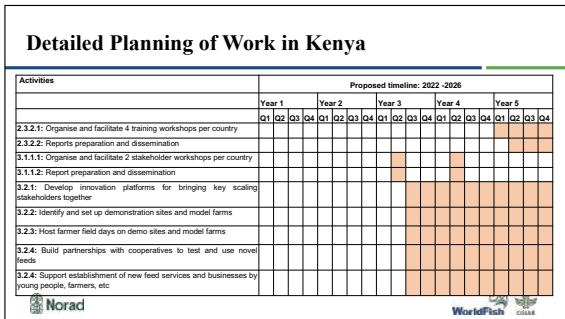 Detailed Planning of Work in Kenya
Activities
Proposed timeline: 2022 -2026
Year 1 Year 2 Year 3 Year 4 Year 5
Q1 Q2 Q3 Q4 Q1 Q2 Q3 Q4 Q1 Q2 Q3 Q4 Q1 Q2 Q3 Q4 Q1 Q2 Q3 Q4
2.3.2.1: Organise and facilitate 4 training workshops per country
2.3.2.2: Reports preparation and dissemination
3.1.1.1: Organise and facilitate 2 stakeholder workshops per country
3.1.1.2: Report preparation and dissemination
3.2.1: Develop innovation platforms for bringing key scaling
stakeholders together
3.2.2: Identify and set up demonstration sites and model farms
3.2.3: Host farmer field days on demo sites and model farms
3.2.4: Build partnerships with cooperatives to test and use novel
feeds
3.2.4: Support establishment of new feed services and businesses by
young people, farmers, etc
Norad
WorldFish
CGIAR